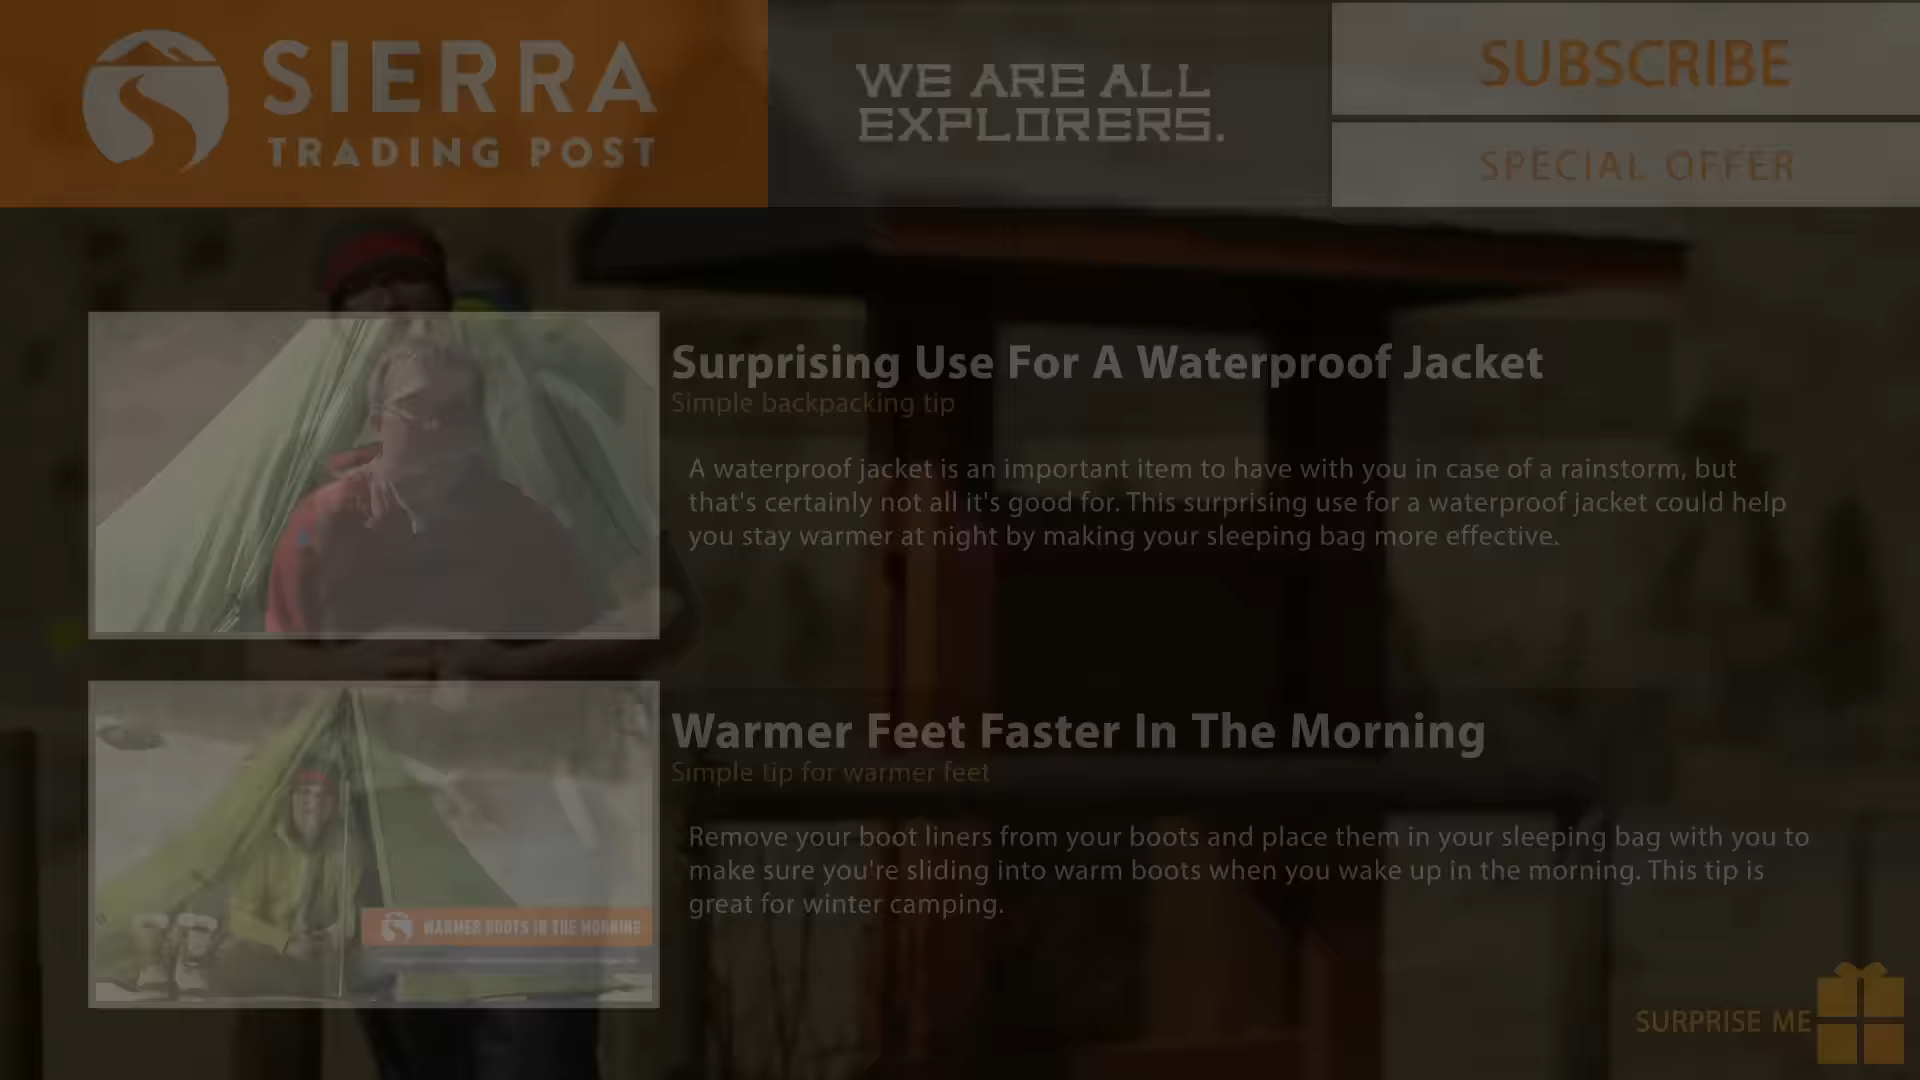 SIERRA
TRADING POST
WE ARE ALL
EXPLORERS.
SUBSCRIBE
SPECIAL OFFER
Surprising Use For A Waterproof Jacket
Simple backpacking tip
A waterproof jacket is an important item to have with you in case of a rainstorm, but
that's certainly not all it's good for. This surprising use for a waterproof jacket could help
you stay warmer at night by making your sleeping bag more effective.
Warmer Feet Faster In The Morning
Simple tip for warmer feet
Remove your boot liners from your boots and place them in your sleeping bag with you to
make sure you're sliding into warm boots when you wake up in the morning. This tip is
great for winter camping.
WARMER BOOTS IN THE MORNING
SURPRISE ME